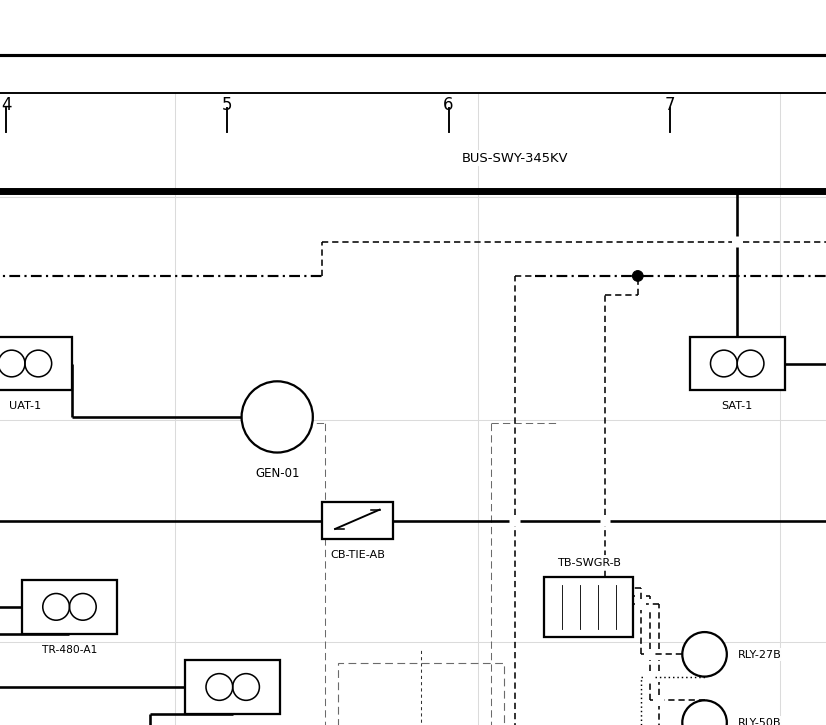 4 5 6 7
BUS-SWY-345KV
UAT-1
SAT-1
GEN-01
CB-TIE-AB
TB-SWGR-B
TR-480-A1
RLY-27B
RLY-50B